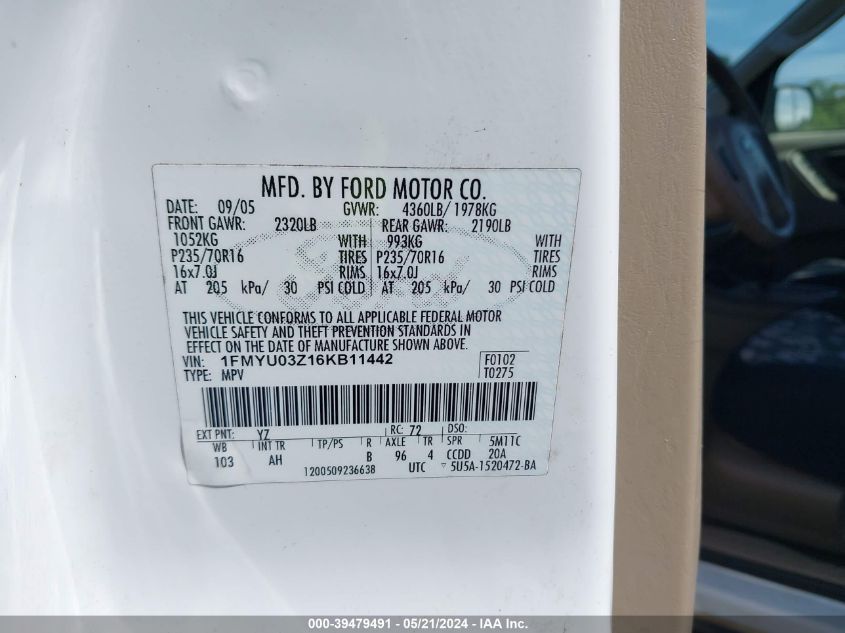 MFD. BY FORD MOTOR CO.
DATE: 09/05 GVWR: 4360LB/ 1978KG
FRONT GAWR: 2320LB REAR GAWR: 2190LB
1052KG WITH 993KG WITH
P235/70R16 TIRES P235/70R16 TIRES
16x7.0J RIMS 16x7.0J RIMS
AT 205 kPa/ 30 PSI COLD AT 205 kPa/ 30 PSI COLD
THIS VEHICLE CONFORMS TO ALL APPLICABLE FEDERAL MOTOR
VEHICLE SAFETY AND THEFT PREVENTION STANDARDS IN
EFFECT ON THE DATE OF MANUFACTURE SHOWN ABOVE.
VIN: 1FMYU03Z16KB11442 F0102
TYPE: MPV T0275
EXT PNT: YZ RC: 72 DSO:
WB INT TR TP/PS R AXLE TR SPR 5M11C
103 AH B 96 4 CCDD 20A
1200509236638 UTC ▽ 5U5A-1520472-BA
000-39479491 - 05/21/2024 - IAA Inc.